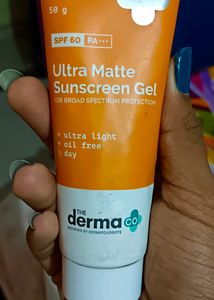 50 g
SPF 60 PA+++
Ultra Matte
Sunscreen Gel
FOR BROAD SPECTRUM PROTECTION
+ ultra light
+ oil free
day
THE
derma co
DESIGNED BY DERMATOLOGISTS